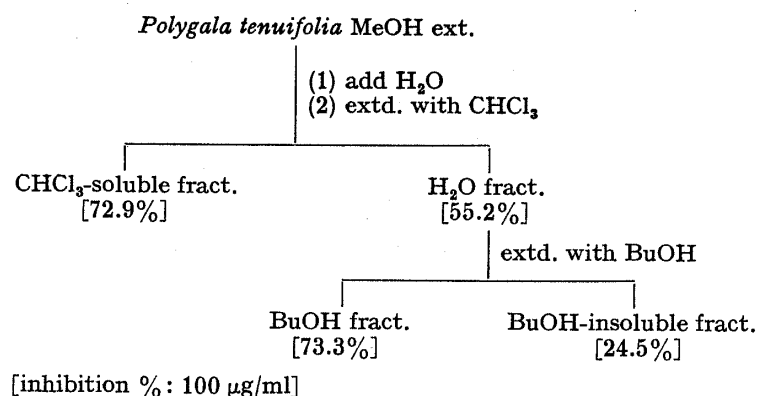 Polygala tenuifolia MeOH ext.
(1) add H₂O
(2) extd. with CHCl₃
CHCl₃-soluble fract.
[72.9%]
H₂O fract.
[55.2%]
extd. with BuOH
BuOH fract.
[73.3%]
BuOH-insoluble fract.
[24.5%]
[inhibition %: 100 μg/ml]